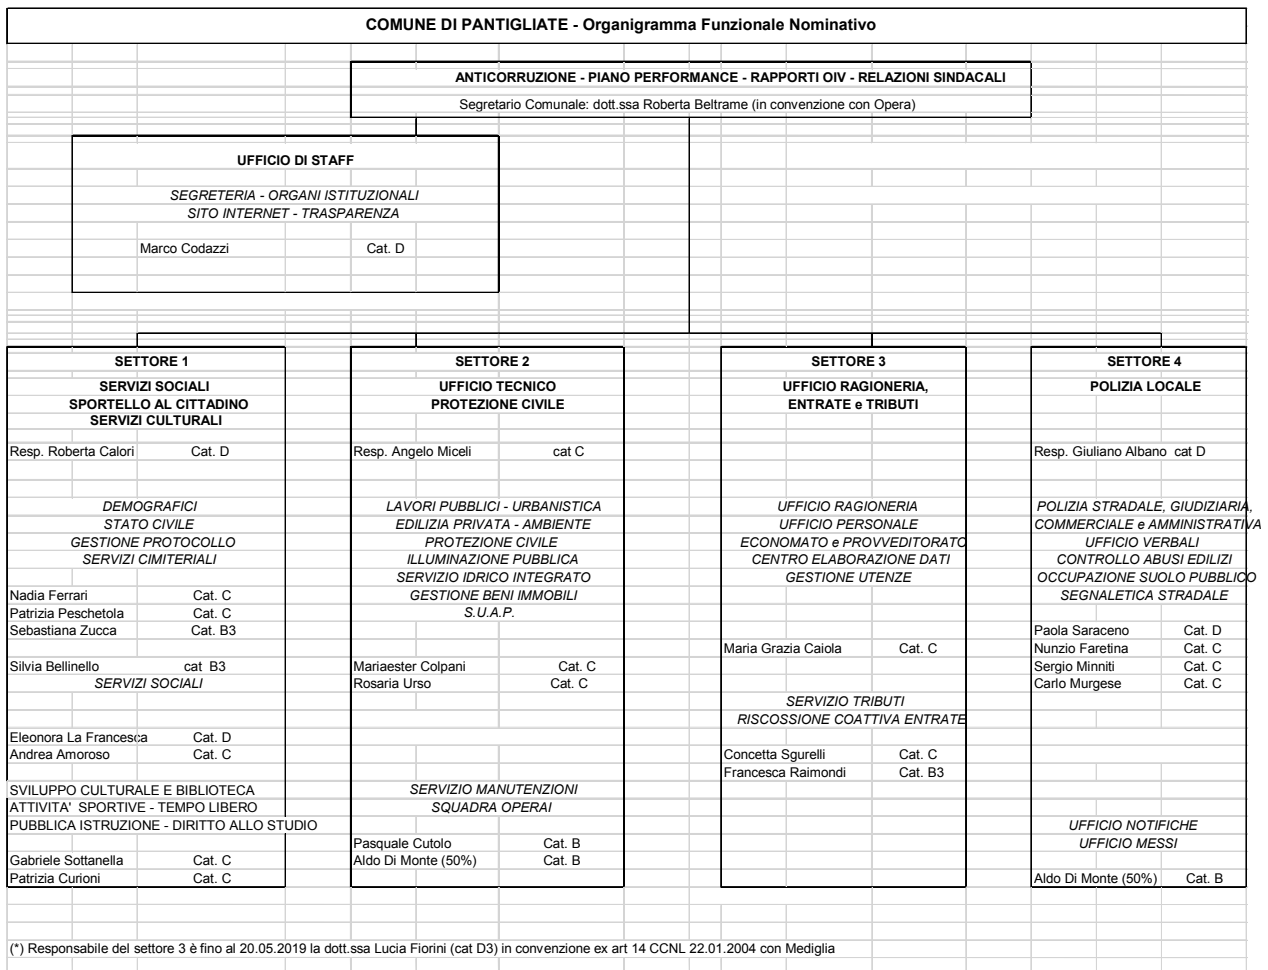 COMUNE DI PANTIGLIATE - Organigramma Funzionale Nominativo
ANTICORRUZIONE - PIANO PERFORMANCE - RAPPORTI OIV - RELAZIONI SINDACALI
Segretario Comunale: dott.ssa Roberta Beltrame (in convenzione con Opera)
UFFICIO DI STAFF
SEGRETERIA - ORGANI ISTITUZIONALI
SITO INTERNET - TRASPARENZA
Marco Codazzi Cat. D
SETTORE 1
SERVIZI SOCIALI
SPORTELLO AL CITTADINO
SERVIZI CULTURALI
Resp. Roberta Calori Cat. D
DEMOGRAFICI
STATO CIVILE
GESTIONE PROTOCOLLO
SERVIZI CIMITERIALI
Nadia Ferrari Cat. C
Patrizia Peschetola Cat. C
Sebastiana Zucca Cat. B3
Silvia Bellinello cat B3
SERVIZI SOCIALI
Eleonora La Francesca Cat. D
Andrea Amoroso Cat. C
SVILUPPO CULTURALE E BIBLIOTECA
ATTIVITA' SPORTIVE - TEMPO LIBERO
PUBBLICA ISTRUZIONE - DIRITTO ALLO STUDIO
Gabriele Sottanella Cat. C
Patrizia Curioni Cat. C
SETTORE 2
UFFICIO TECNICO
PROTEZIONE CIVILE
Resp. Angelo Miceli cat C
LAVORI PUBBLICI - URBANISTICA
EDILIZIA PRIVATA - AMBIENTE
PROTEZIONE CIVILE
ILLUMINAZIONE PUBBLICA
SERVIZIO IDRICO INTEGRATO
GESTIONE BENI IMMOBILI
S.U.A.P.
Mariaester Colpani Cat. C
Rosaria Urso Cat. C
SERVIZIO MANUTENZIONI
SQUADRA OPERAI
Pasquale Cutolo Cat. B
Aldo Di Monte (50%) Cat. B
SETTORE 3
UFFICIO RAGIONERIA,
ENTRATE e TRIBUTI
UFFICIO RAGIONERIA
UFFICIO PERSONALE
ECONOMATO e PROVVEDITORATO
CENTRO ELABORAZIONE DATI
GESTIONE UTENZE
Maria Grazia Caiola Cat. C
SERVIZIO TRIBUTI
RISCOSSIONE COATTIVA ENTRATE
Concetta Sgurelli Cat. C
Francesca Raimondi Cat. B3
SETTORE 4
POLIZIA LOCALE
Resp. Giuliano Albano cat D
POLIZIA STRADALE, GIUDIZIARIA,
COMMERCIALE e AMMINISTRATIVA
UFFICIO VERBALI
CONTROLLO ABUSI EDILIZI
OCCUPAZIONE SUOLO PUBBLICO
SEGNALETICA STRADALE
Paola Saraceno Cat. D
Nunzio Faretina Cat. C
Sergio Minniti Cat. C
Carlo Murgese Cat. C
UFFICIO NOTIFICHE
UFFICIO MESSI
Aldo Di Monte (50%) Cat. B
(*) Responsabile del settore 3 è fino al 20.05.2019 la dott.ssa Lucia Fiorini (cat D3) in convenzione ex art 14 CCNL 22.01.2004 con Mediglia